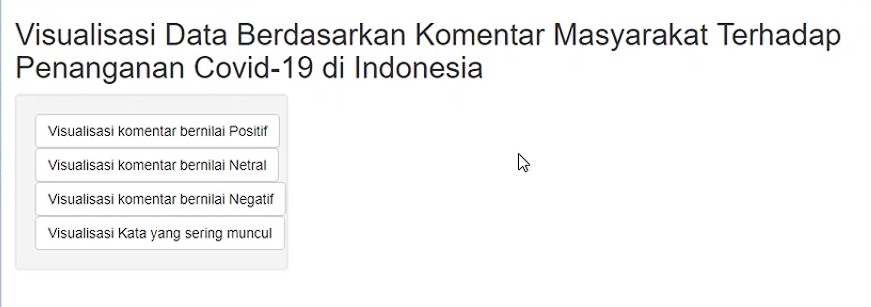 Visualisasi Data Berdasarkan Komentar Masyarakat Terhadap
Penanganan Covid-19 di Indonesia
Visualisasi komentar bernilai Positif
Visualisasi komentar bernilai Netral
Visualisasi komentar bernilai Negatif
Visualisasi Kata yang sering muncul